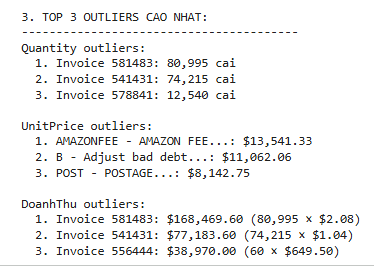 3. TOP 3 OUTLIERS CAO NHAT:
----------------------------------------
Quantity outliers:
1. Invoice 581483: 80,995 cai
2. Invoice 541431: 74,215 cai
3. Invoice 578841: 12,540 cai
UnitPrice outliers:
1. AMAZONFEE - AMAZON FEE...: $13,541.33
2. B - Adjust bad debt...: $11,062.06
3. POST - POSTAGE...: $8,142.75
DoanhThu outliers:
1. Invoice 581483: $168,469.60 (80,995 x $2.08)
2. Invoice 541431: $77,183.60 (74,215 x $1.04)
3. Invoice 556444: $38,970.00 (60 x $649.50)